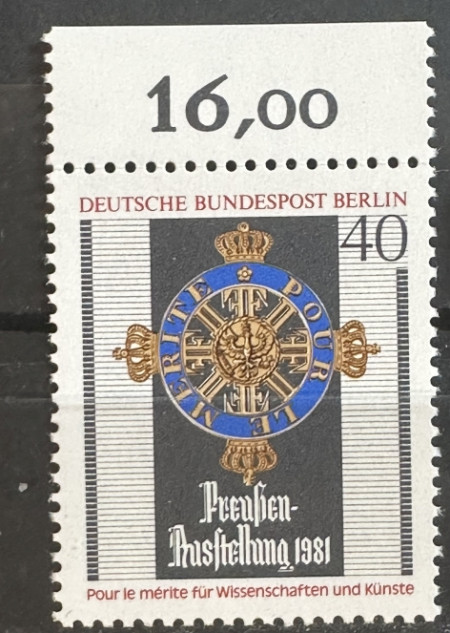 16,00
DEUTSCHE BUNDESPOST BERLIN
40
POUR LE MERITE
Preußen-
Ausstellung 1981
Pour le mérite für Wissenschaften und Künste